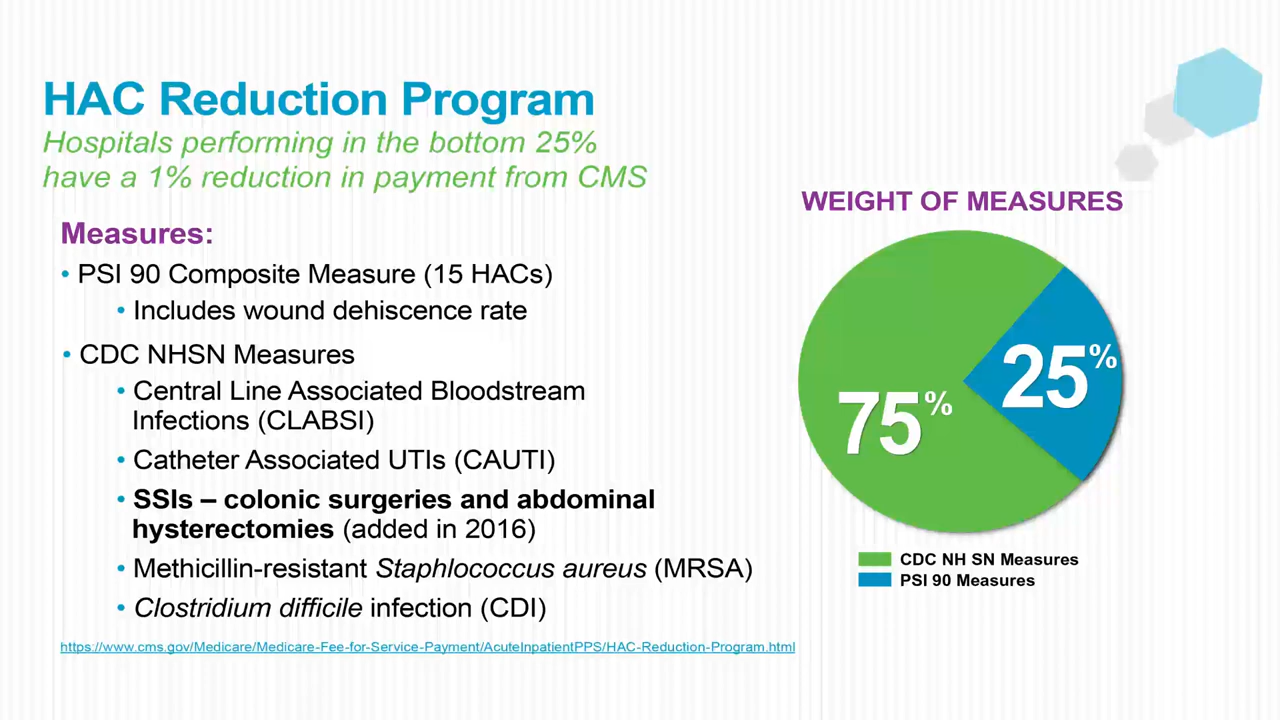 HAC Reduction Program
Hospitals performing in the bottom 25%
have a 1% reduction in payment from CMS
Measures:
• PSI 90 Composite Measure (15 HACs)
• Includes wound dehiscence rate
• CDC NHSN Measures
• Central Line Associated Bloodstream
Infections (CLABSI)
• Catheter Associated UTIs (CAUTI)
• SSIs – colonic surgeries and abdominal
hysterectomies (added in 2016)
• Methicillin-resistant Staphlococcus aureus (MRSA)
• Clostridium difficile infection (CDI)
https://www.cms.gov/Medicare/Medicare-Fee-for-Service-Payment/AcuteInpatientPPS/HAC-Reduction-Program.html
WEIGHT OF MEASURES
25%
75%
CDC NH SN Measures
PSI 90 Measures